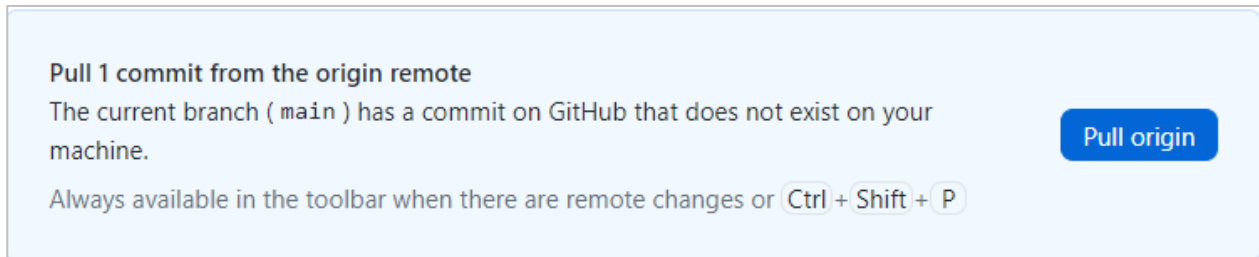 Pull 1 commit from the origin remote
The current branch ( main ) has a commit on GitHub that does not exist on your
machine.
Pull origin
Always available in the toolbar when there are remote changes or Ctrl + Shift + P